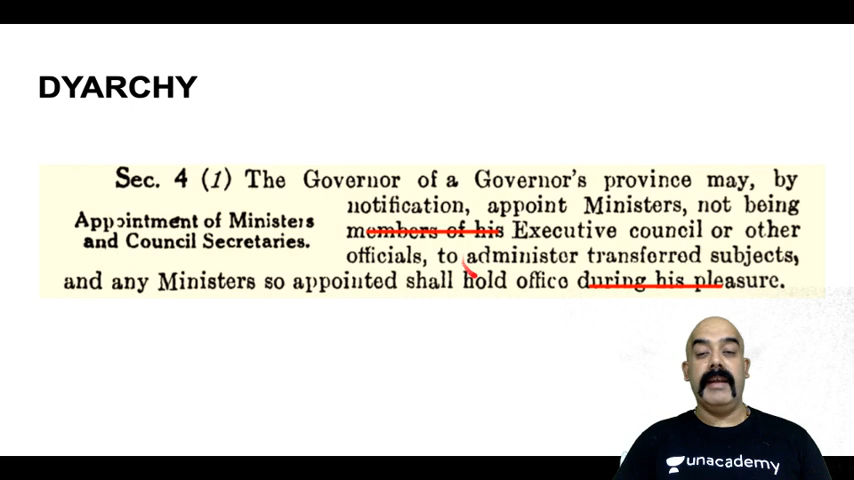 DYARCHY
Sec. 4 (1) The Governor of a Governor's province may, by
notification, appoint Ministers, not being
Appointment of Ministers
members of his Executive council or other
and Council Secretaries.
officials, to administer transferred subjects,
and any Ministers so appointed shall hold office during his pleasure.
unacademy